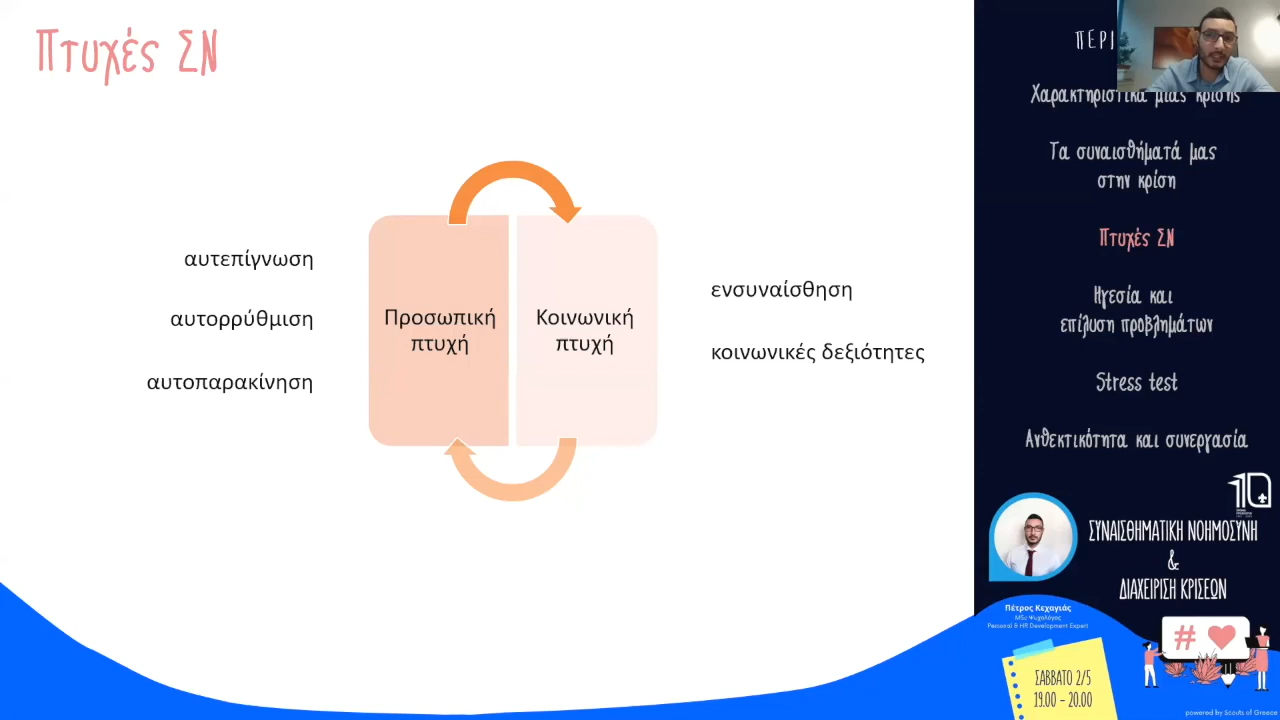 Πτυχές ΣΝ
αυτεπίγνωση
αυτορρύθμιση
αυτοπαρακίνηση
Προσωπική
πτυχή
Κοινωνική
πτυχή
ενσυναίσθηση
κοινωνικές δεξιότητες
Χαρακτηριστικά μιας κρίσης
Τα συναισθήματά μας
στην κρίση
Πτυχές ΣΝ
Ηγεσία και
επίλυση προβλημάτων
Stress test
Ανθεκτικότητα και συνεργασία
ΣΥΝΑΙΣΘΗΜΑΤΙΚΗ ΝΟΗΜΟΣΥΝΗ
&
ΔΙΑΧΕΙΡΙΣΗ ΚΡΙΣΕΩΝ
Πέτρος Κεχαγιάς
MSc Ψυχολόγος
Personal & HR Development Expert
#
ΣΑΒΒΑΤΟ 2/5
19.00 - 20.00
powered by Scouts of Greece